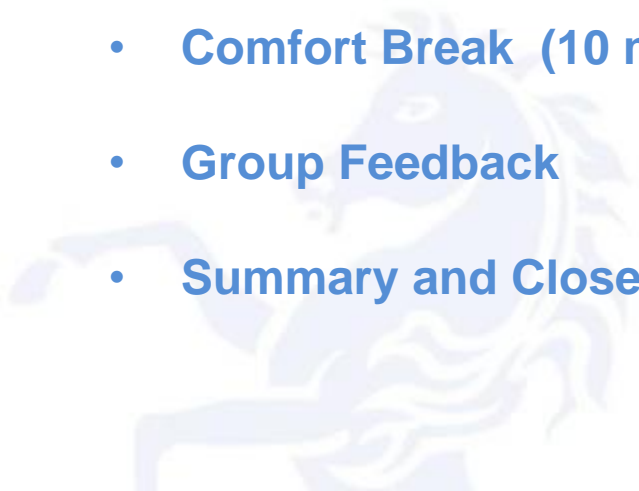 • Comfort Break (10
• Group Feedback
• Summary and Close